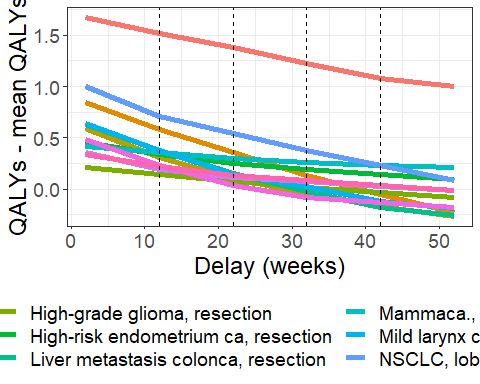 QALYs - mean QALYs
1.5
1.0
0.5
0.0
0 10 20 30 40 50
Delay (weeks)
High-grade glioma, resection
Mammaca.,
High-risk endometrium ca, resection
Mild larynx c
Liver metastasis colonca, resection
NSCLC, lob